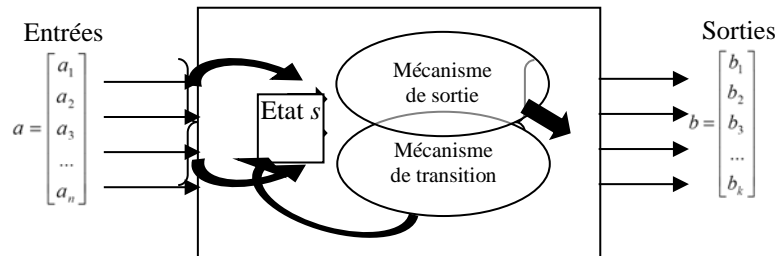 Entrées
a = [a₁ a₂ a₃ ... aₙ]
Etat s
Mécanisme
de sortie
Mécanisme
de transition
Sorties
b = [b₁ b₂ b₃ ... bₖ]